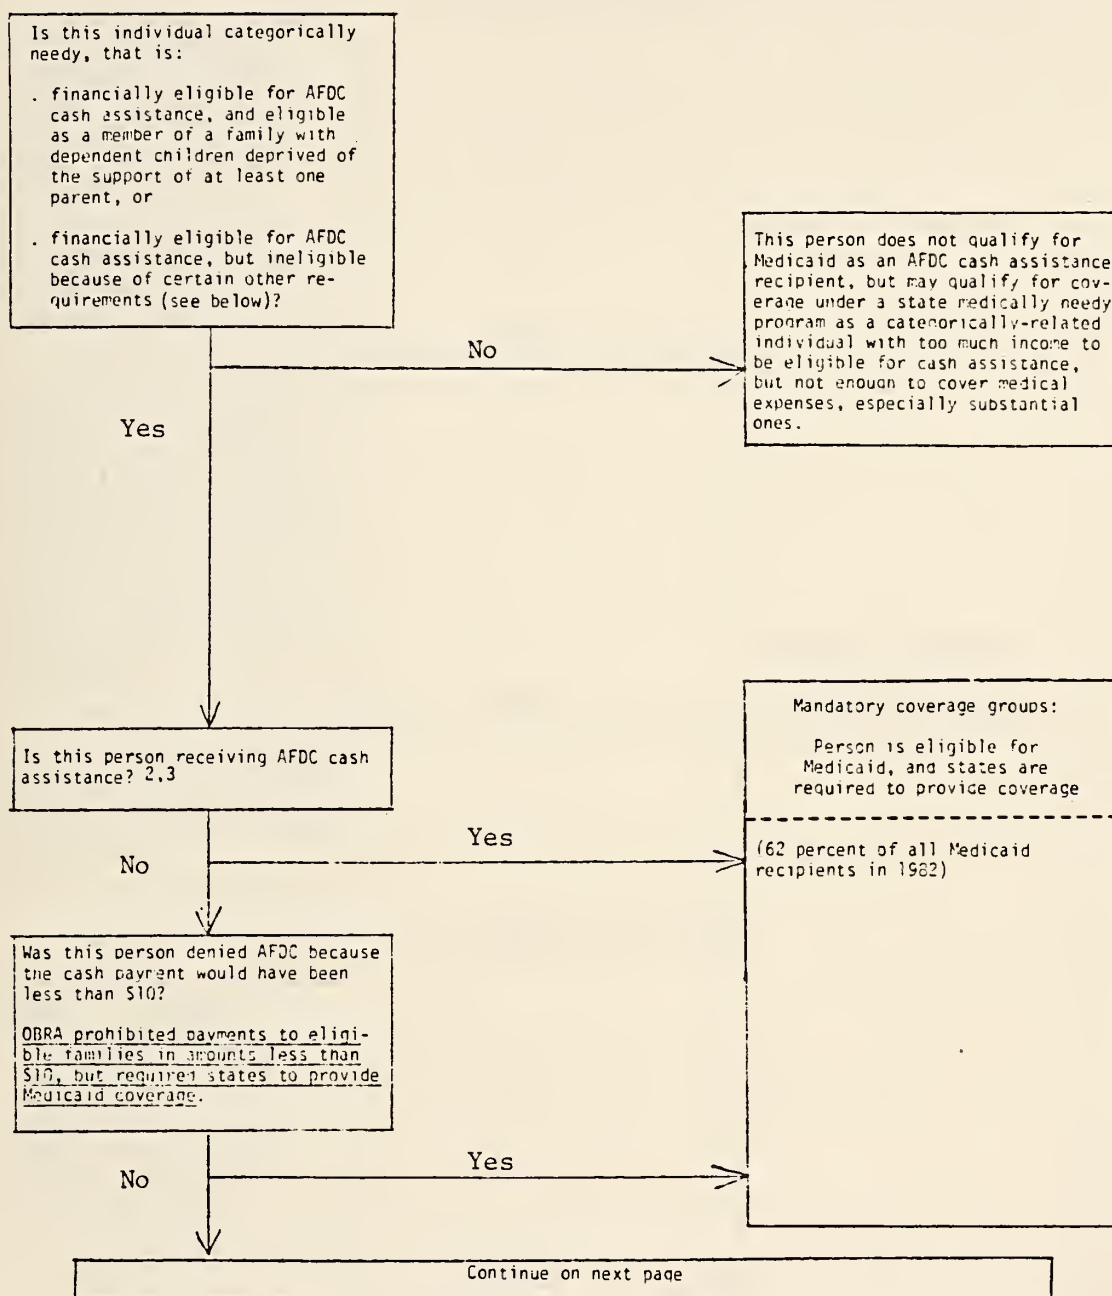 Is this individual categorically
needy, that is:
. financially eligible for AFDC
cash assistance, and eligible
as a member of a family with
dependent children deprived of
the support of at least one
parent, or
. financially eligible for AFDC
cash assistance, but ineligible
because of certain other re-
quirements (see below)?
No
This person does not qualify for
Medicaid as an AFDC cash assistance
recipient, but may qualify for cov-
erage under a state medically needy
program as a categorically-related
individual with too much income to
be eligible for cash assistance,
but not enough to cover medical
expenses, especially substantial
ones.
Yes
Is this person receiving AFDC cash
assistance? 2,3
Yes
No
Mandatory coverage groups:
Person is eligible for
Medicaid, and states are
required to provide coverage
(62 percent of all Medicaid
recipients in 1982)
Was this person denied AFDC because
the cash payment would have been
less than $10?
OBRA prohibited payments to eligi-
ble families in amounts less than
$10, but required states to provide
Medicaid coverage.
Yes
No
Continue on next page